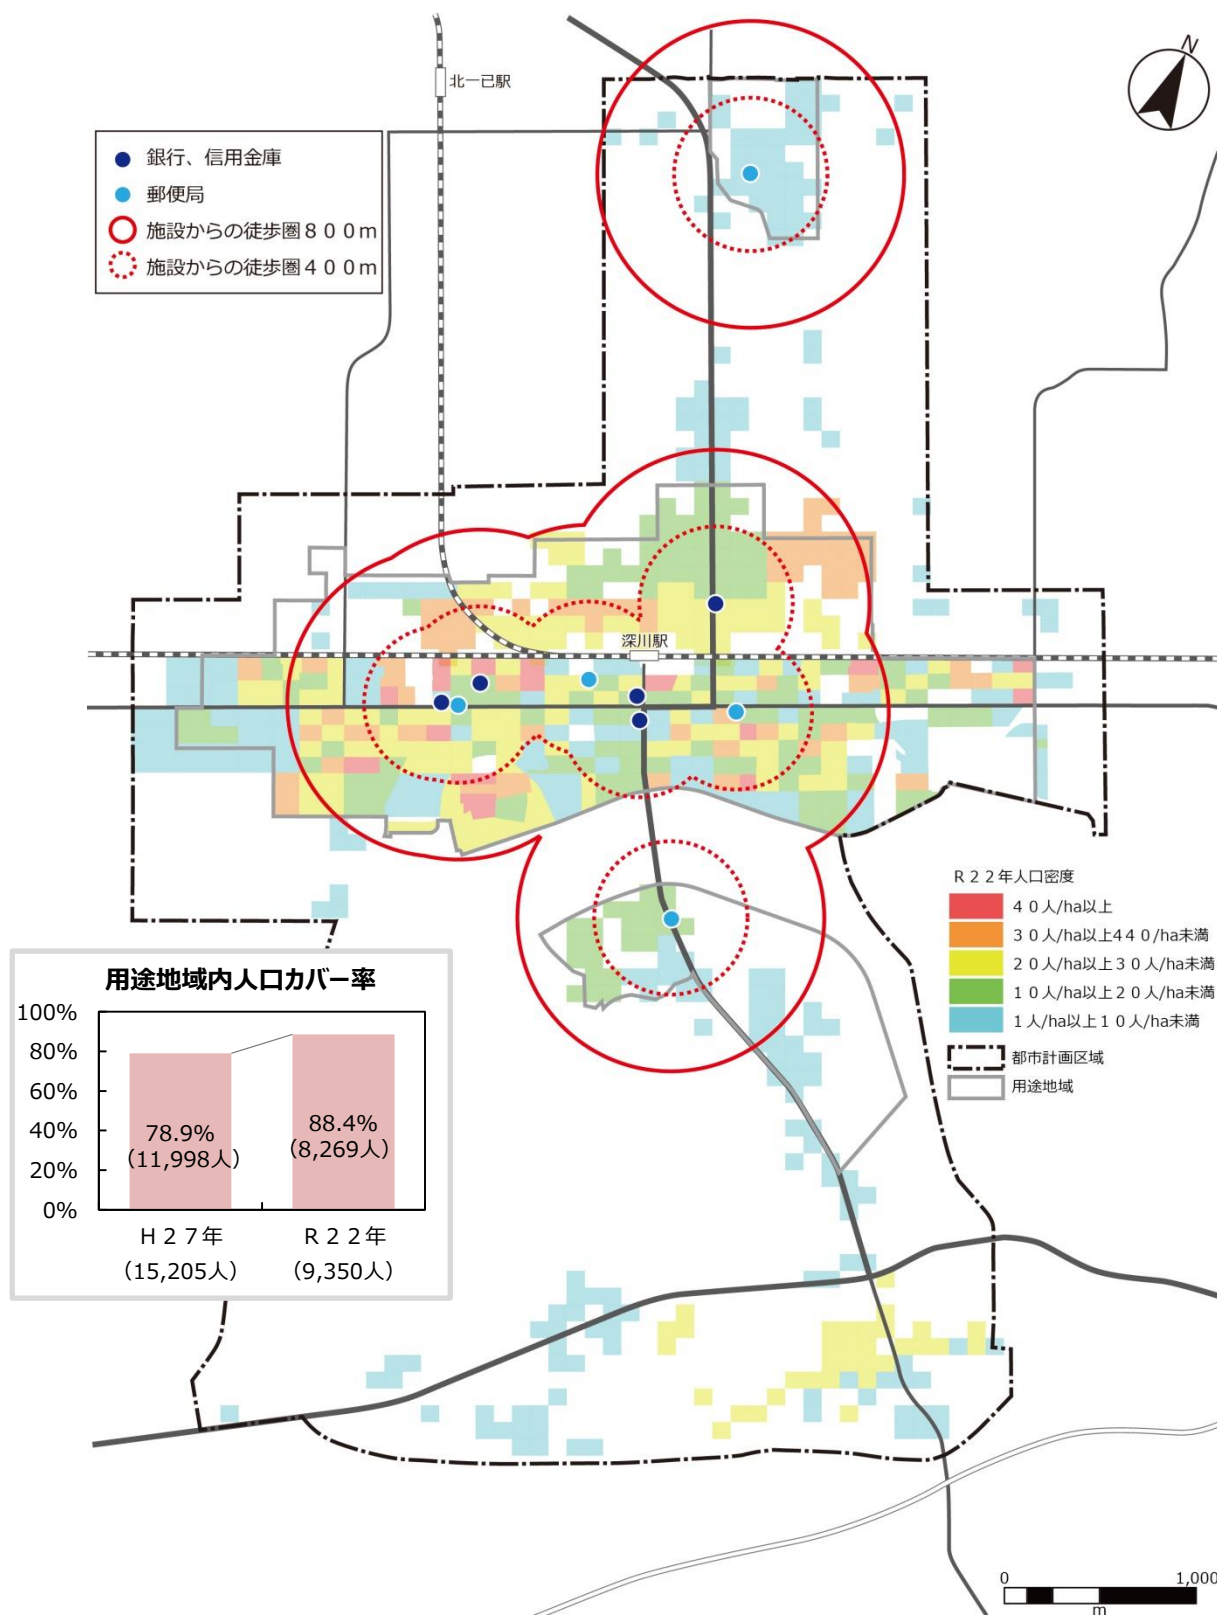 N
北一已駅
銀行、信用金庫
郵便局
施設からの徒歩圏８００ｍ
施設からの徒歩圏４００ｍ
深川駅
Ｒ２２年人口密度
４０人/ha以上
３０人/ha以上４４０/ha未満
２０人/ha以上３０人/ha未満
１０人/ha以上２０人/ha未満
１人/ha以上１０人/ha未満
都市計画区域
用途地域
用途地域内人口カバー率
100%
80%
60%
40%
20%
0%
78.9%
（11,998人）
88.4%
（8,269人）
Ｈ２７年
（15,205人）
Ｒ２２年
（9,350人）
0 1,000
m